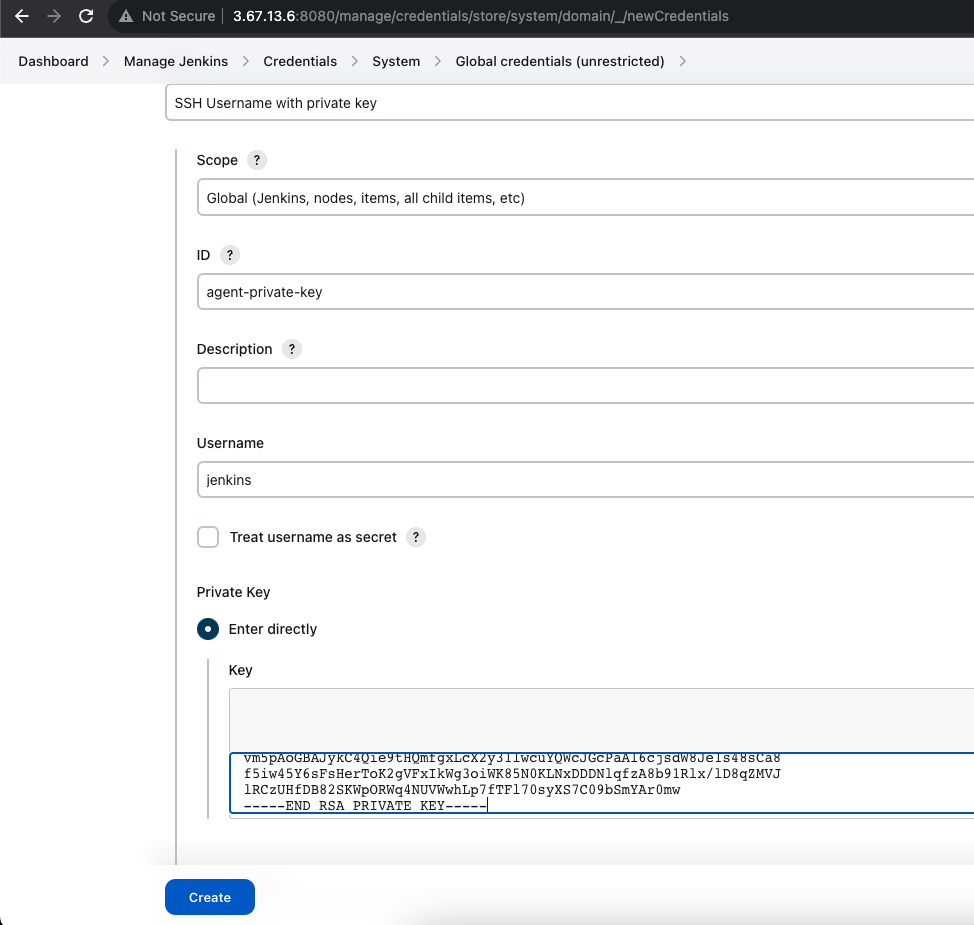 Not Secure
3.67.13.6:8080/manage/credentials/store/system/domain/_/newCredentials
Dashboard > Manage Jenkins > Credentials > System > Global credentials (unrestricted) >
SSH Username with private key
Scope ?
Global (Jenkins, nodes, items, all child items, etc)
ID ?
agent-private-key
Description ?
Username
jenkins
Treat username as secret ?
Private Key
Enter directly
Key
f5iw45Y6sFsHerToK2gVFxIkWg3oiWK85N0KLNxDDDNlqfzA8b91Rlx/lD8qZMVJ
lRCzUHfDB82SKWpORWq4NUVWwhLp7fTFl70syXS7C09bSmYAr0mw
-----END RSA PRIVATE KEY-----
Create